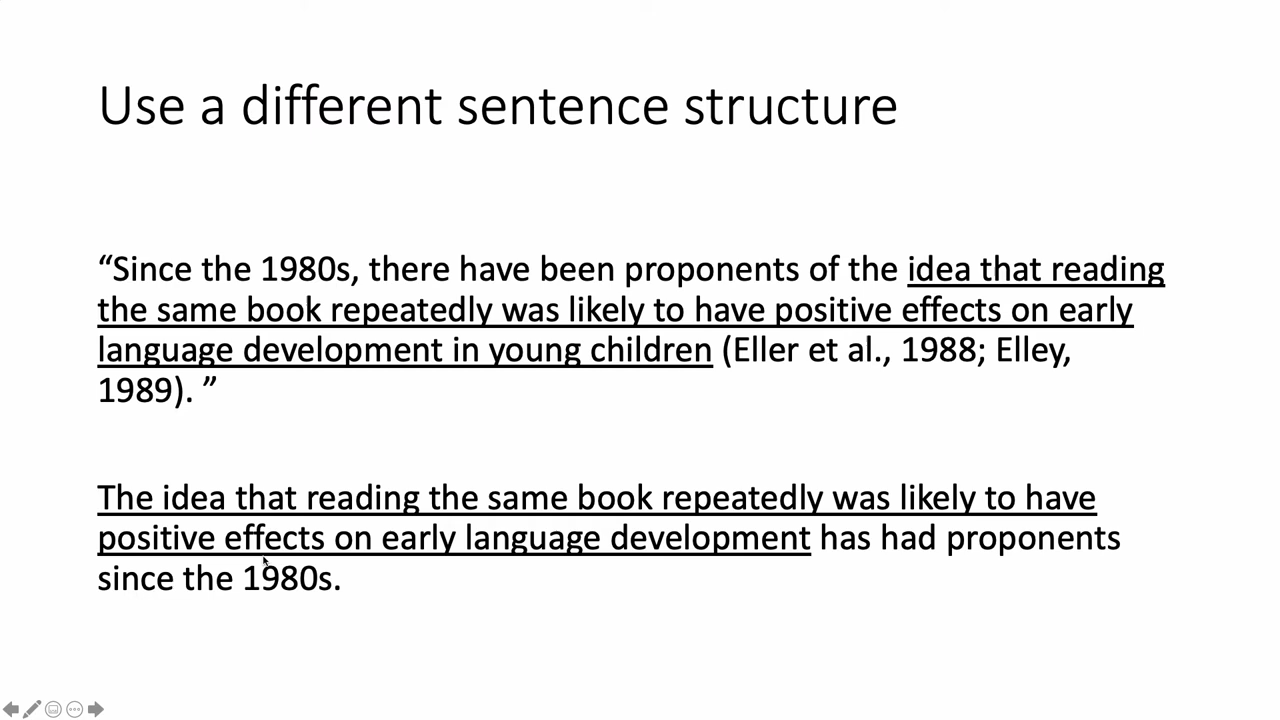 Use a different sentence structure
“Since the 1980s, there have been proponents of the idea that reading
the same book repeatedly was likely to have positive effects on early
language development in young children (Eller et al., 1988; Elley,
1989). ”
The idea that reading the same book repeatedly was likely to have
positive effects on early language development has had proponents
since the 1980s.